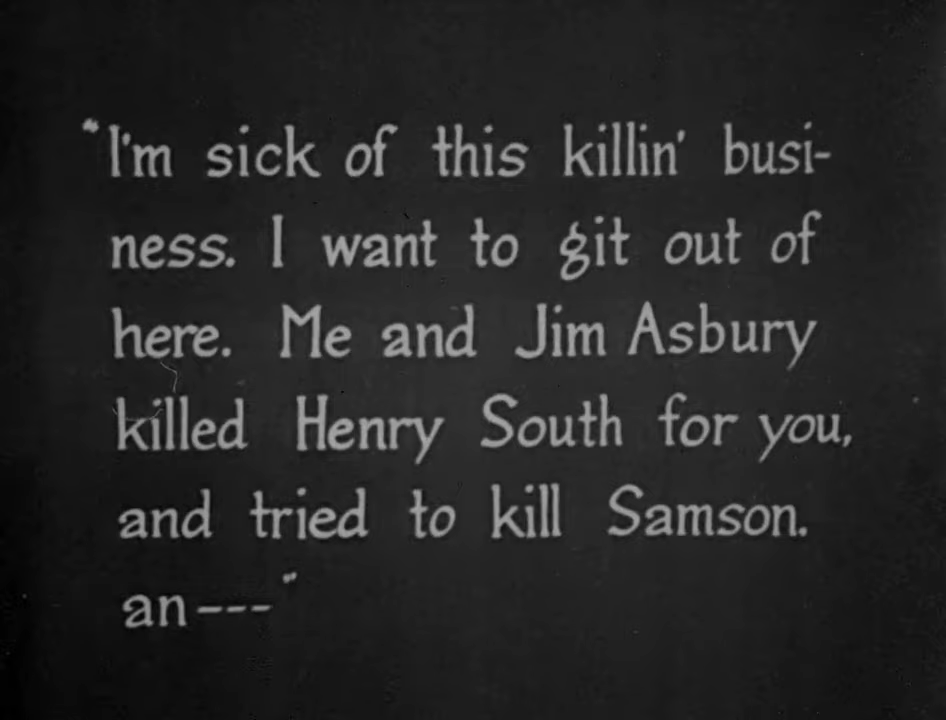 "I'm sick of this killin' busi-
ness. I want to git out of
here. Me and Jim Asbury
killed Henry South for you,
and tried to kill Samson.
an---"